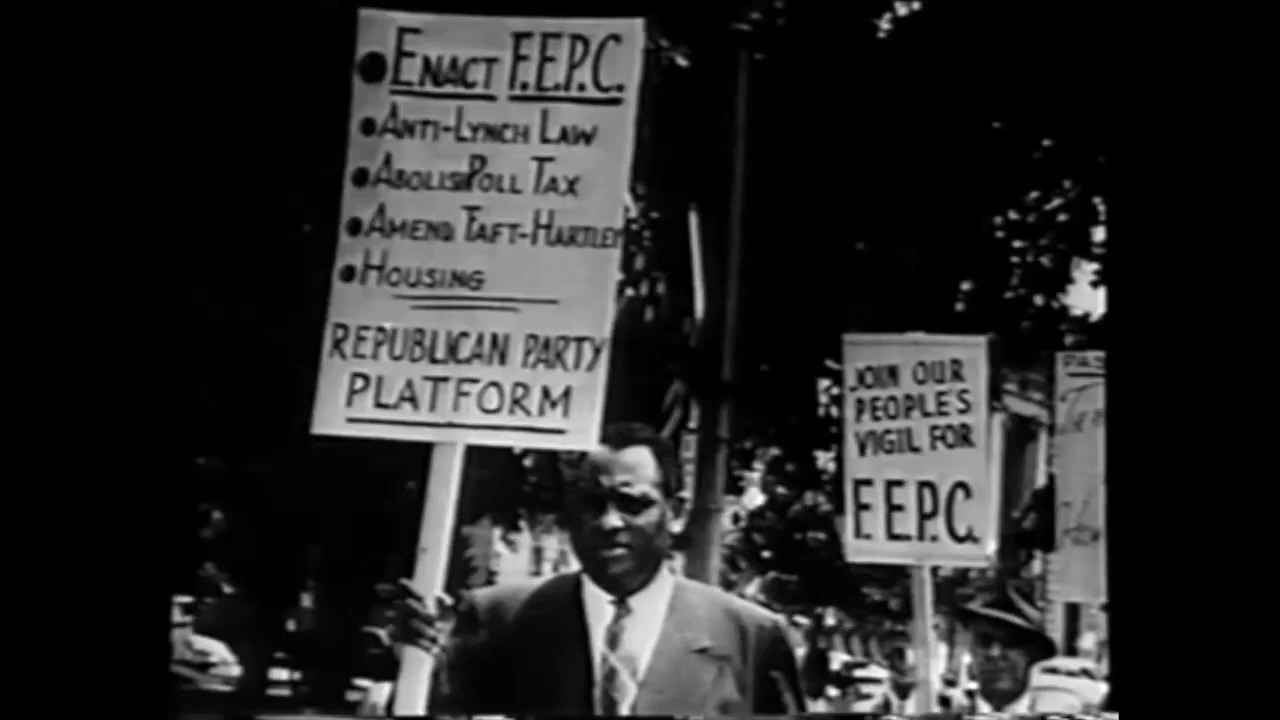 • ENACT F.E.P.C.
• ANTI-LYNCH LAW
• ABOLISH POLL TAX
• AMEND TAFT-HARTLEY
• HOUSING
REPUBLICAN PARTY
PLATFORM
JOIN OUR
PEOPLE'S
VIGIL FOR
F.E.P.C.